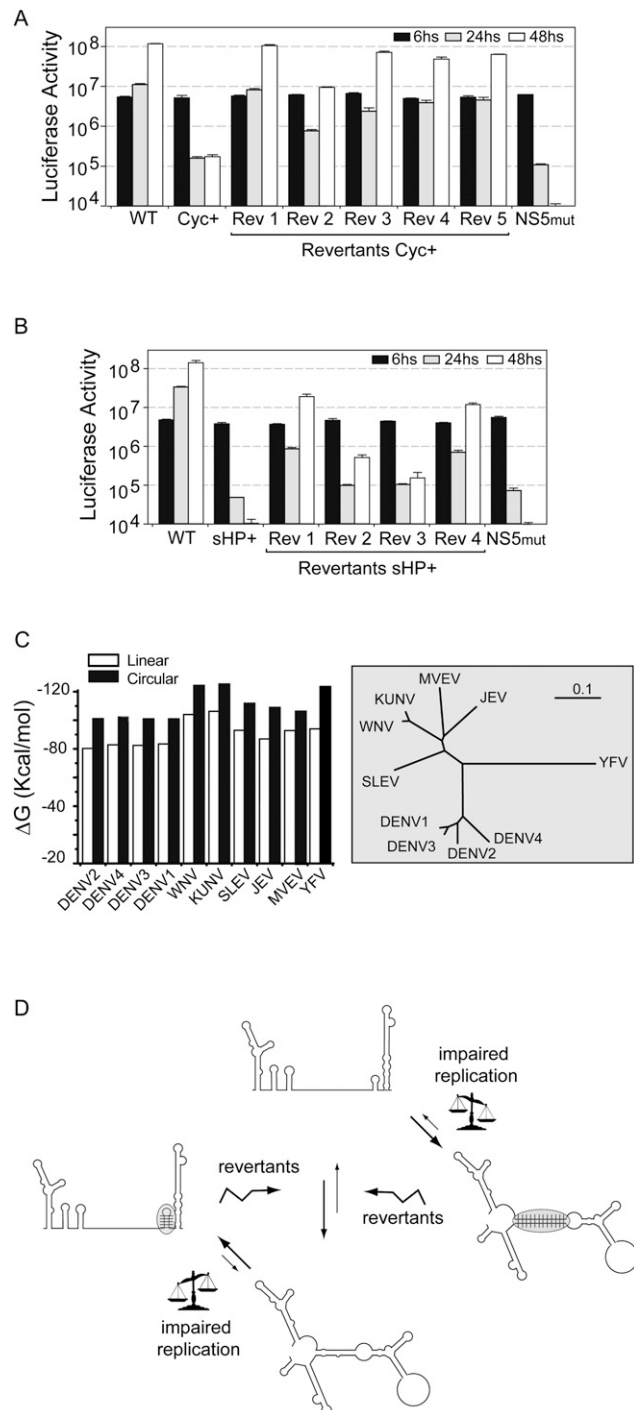 A
6hs 24hs 48hs
Luciferase Activity
10^8
10^7
10^6
10^5
10^4
WT Cyc+ Rev 1 Rev 2 Rev 3 Rev 4 Rev 5 NS5mut
Revertants Cyc+
B
6hs 24hs 48hs
Luciferase Activity
10^8
10^7
10^6
10^5
10^4
WT sHP+ Rev 1 Rev 2 Rev 3 Rev 4 NS5mut
Revertants sHP+
C
Linear
Circular
ΔG (Kcal/mol)
-120
-80
-40
-20
DENV2 DENV4 DENV3 DENV1 WNV KUNV SLEV JEV MVEV YFV
MVEV
KUNV
JEV
WNV
0.1
SLEV
YFV
DENV1
DENV3
DENV2
DENV4
D
impaired
replication
revertants
revertants
impaired
replication